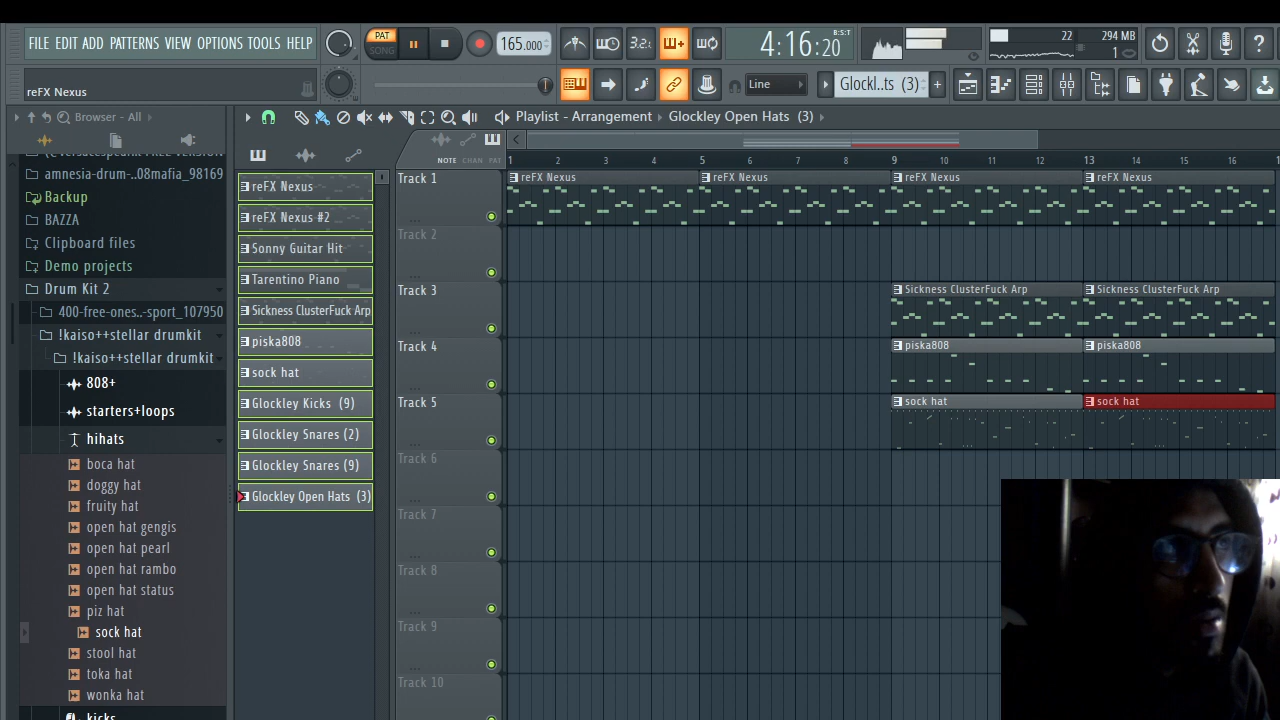 FILE EDIT ADD PATTERNS VIEW OPTIONS TOOLS HELP
PAT
SONG
165.000
3.2.
4:16:20
B:S:T
22
294 MB
1
reFX Nexus
Line
Glockl..ts (3)
Browser - All
Playlist - Arrangement
Glockley Open Hats (3)
NOTE CHAN PAT
1 2 3 4 5 6 7 8 9 10 11 12 13 14 15 16
amnesia-drum-..08mafia_98169
Backup
BAZZA
Clipboard files
Demo projects
Drum Kit 2
400-free-ones..-sport_107950
!kaiso++stellar drumkit
!kaiso++stellar drumkit
808+
starters+loops
hihats
boca hat
doggy hat
fruity hat
open hat gengis
open hat pearl
open hat rambo
open hat status
piz hat
sock hat
stool hat
toka hat
wonka hat
kicks
reFX Nexus
reFX Nexus #2
Sonny Guitar Hit
Tarentino Piano
Sickness ClusterFuck Arp
piska808
sock hat
Glockley Kicks (9)
Glockley Snares (2)
Glockley Snares (9)
Glockley Open Hats (3)
Track 1
reFX Nexus
reFX Nexus
reFX Nexus
reFX Nexus
Track 2
Track 3
Sickness ClusterFuck Arp
Sickness ClusterFuck Arp
Track 4
piska808
piska808
Track 5
sock hat
sock hat
Track 6
Track 7
Track 8
Track 9
Track 10